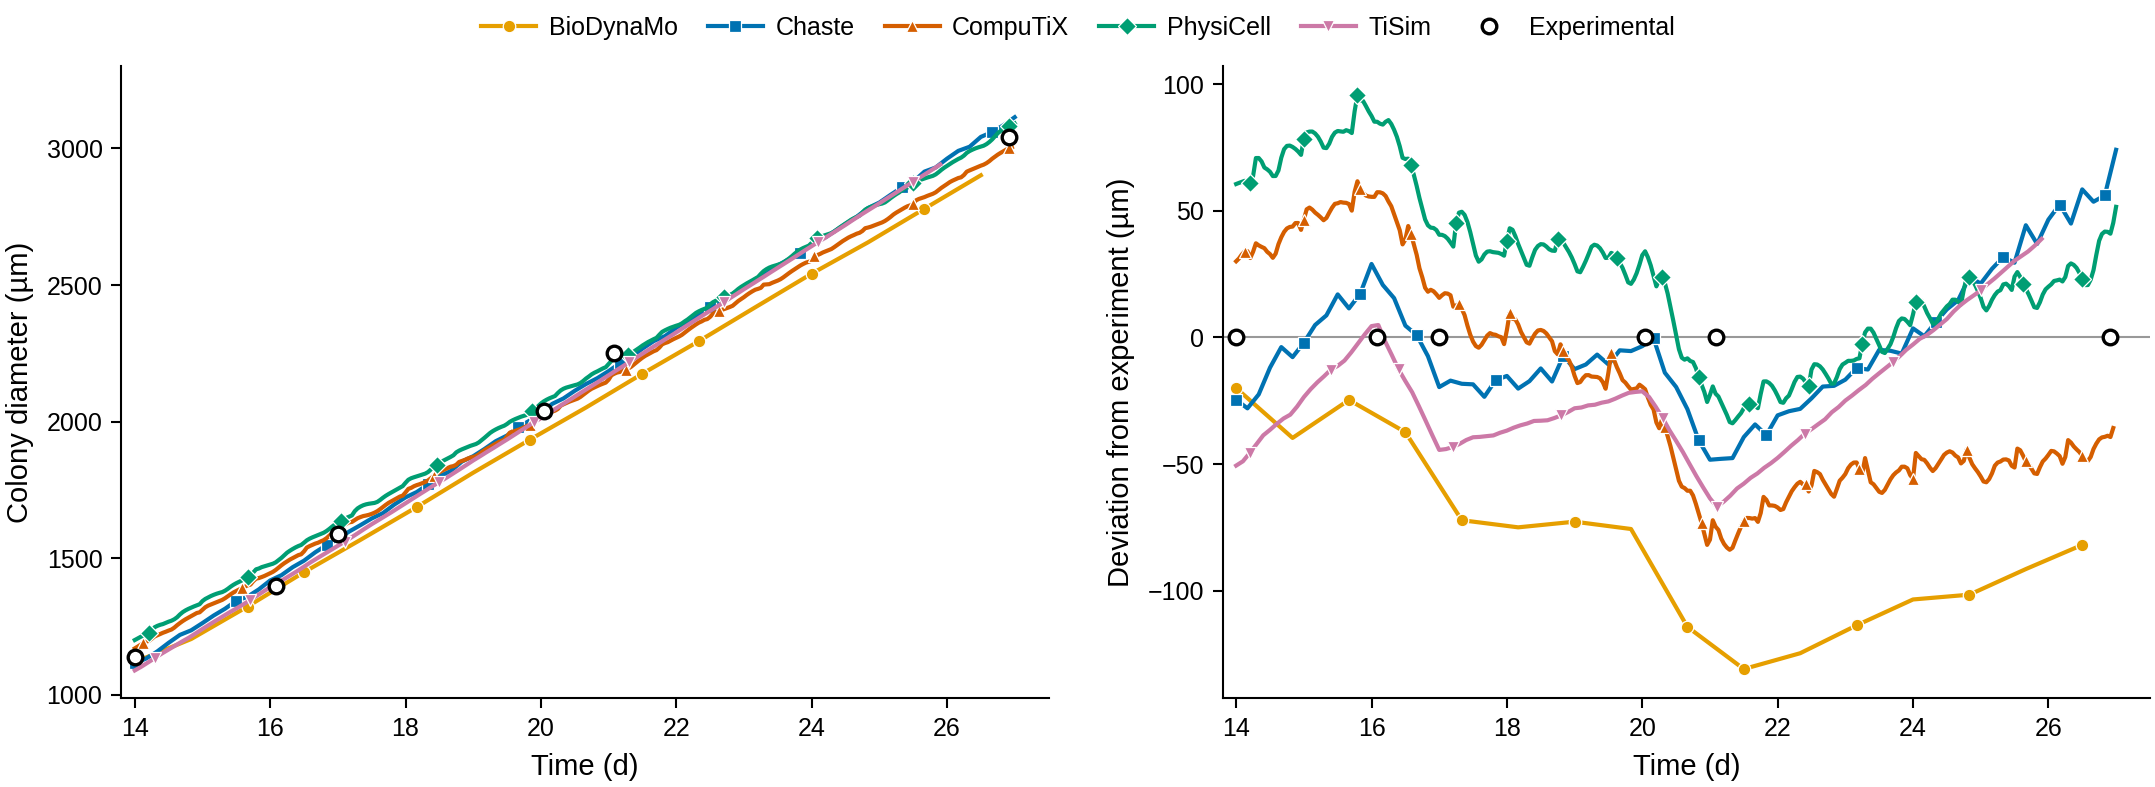 BioDynaMo Chaste CompuTiX PhysiCell TiSim Experimental
Colony diameter (µm)
3000
2500
2000
1500
1000
14 16 18 20 22 24 26
Time (d)
Deviation from experiment (µm)
100
50
0
−50
−100
14 16 18 20 22 24 26
Time (d)